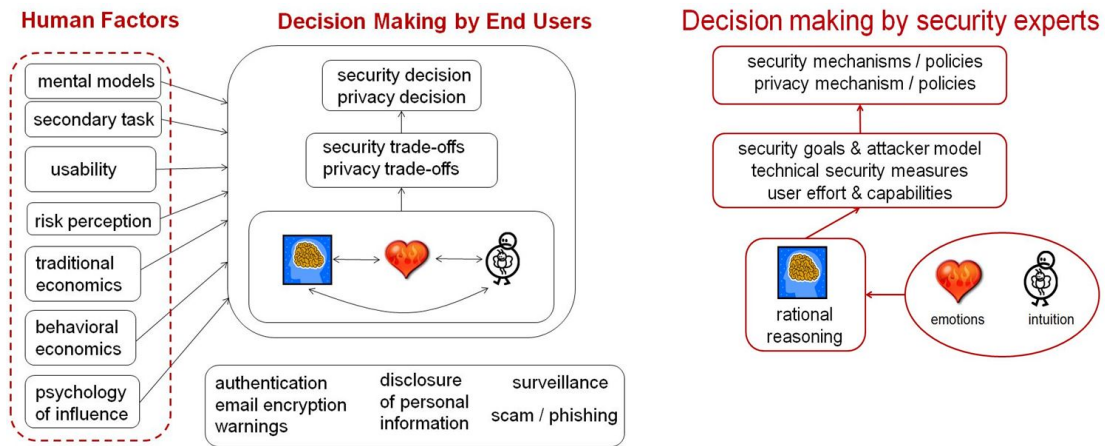 Human Factors
mental models
secondary task
usability
risk perception
traditional
economics
behavioral
economics
psychology
of influence
Decision Making by End Users
security decision
privacy decision
security trade-offs
privacy trade-offs
authentication
email encryption
warnings
disclosure
of personal
information
surveillance
scam / phishing
Decision making by security experts
security mechanisms / policies
privacy mechanism / policies
security goals & attacker model
technical security measures
user effort & capabilities
rational
reasoning
emotions
intuition